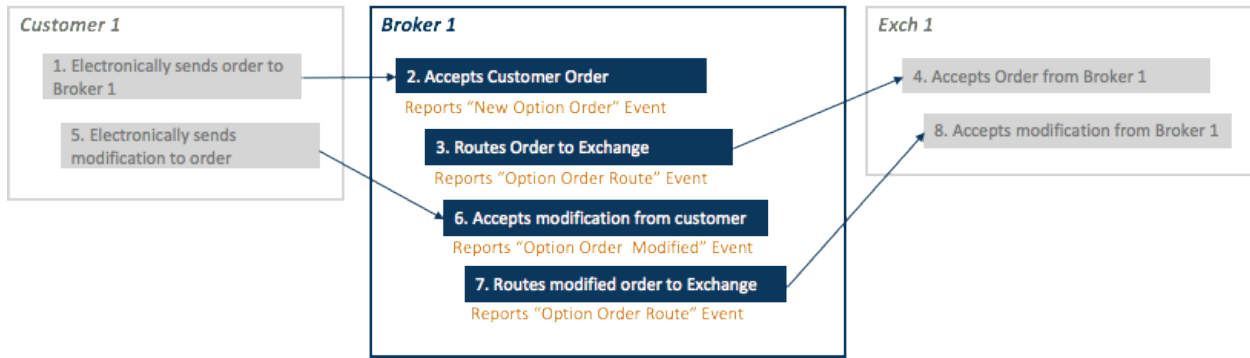 Customer 1
1. Electronically sends order to
Broker 1
5. Electronically sends
modification to order
Broker 1
2. Accepts Customer Order
Reports “New Option Order” Event
3. Routes Order to Exchange
Reports “Option Order Route” Event
6. Accepts modification from customer
Reports “Option Order  Modified” Event
7. Routes modified order to Exchange
Reports “Option Order Route” Event
Exch 1
4. Accepts Order from Broker 1
8. Accepts modification from Broker 1